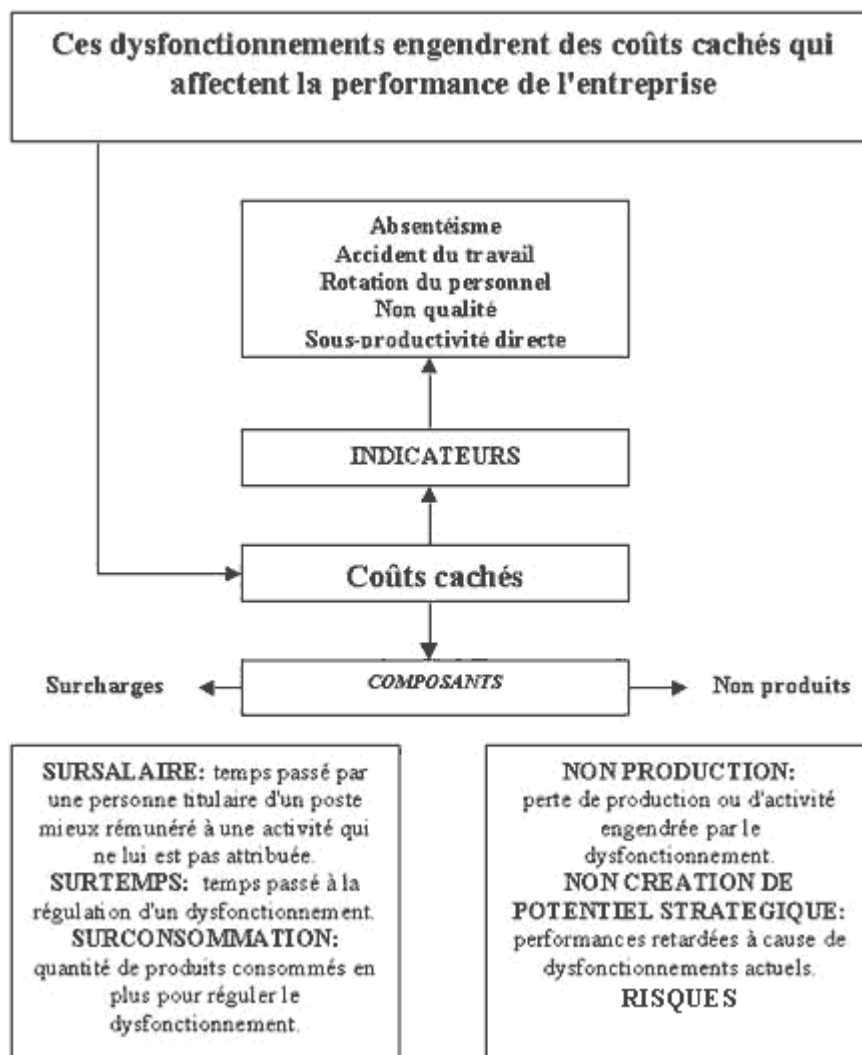 Ces dysfonctionnements engendrent des coûts cachés qui
affectent la performance de l'entreprise
Absentéisme
Accident du travail
Rotation du personnel
Non qualité
Sous-productivité directe
INDICATEURS
Coûts cachés
Surcharges
COMPOSANTS
Non produits
SURSALAIRE: temps passé par
une personne titulaire d'un poste
mieux rémunéré à une activité qui
ne lui est pas attribuée.
SURTEMPS: temps passé à la
régulation d'un dysfonctionnement.
SURCONSOMMATION:
quantité de produits consommés en
plus pour réguler le
dysfonctionnement.
NON PRODUCTION:
perte de production ou d'activité
engendrée par le
dysfonctionnement.
NON CREATION DE
POTENTIEL STRATEGIQUE:
performances retardées à cause de
dysfonctionnements actuels.
RISQUES